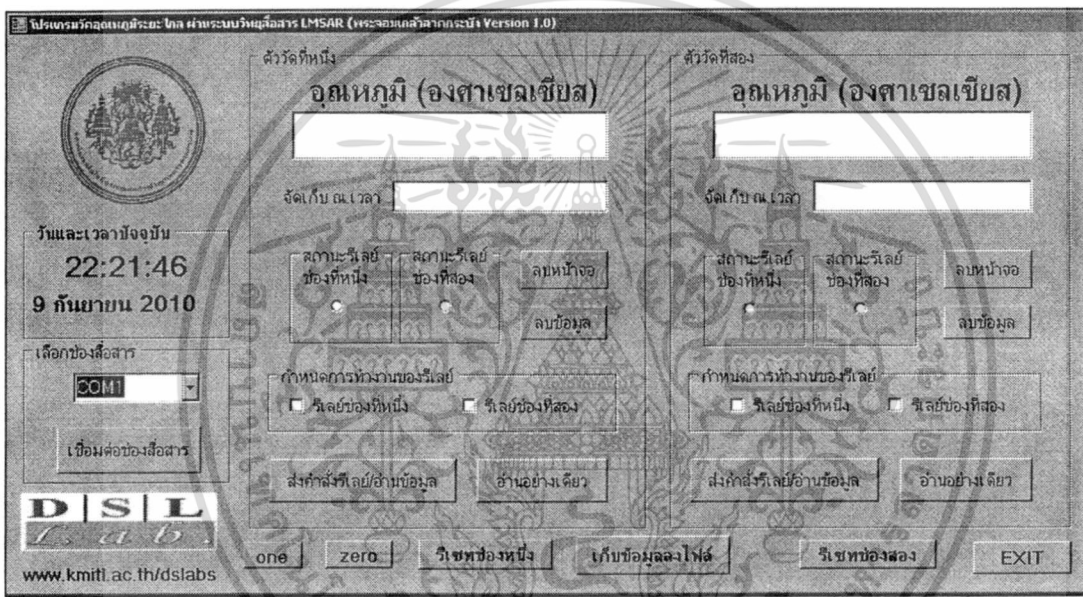 โปรแกรมวัดอุณหภูมิระยะไกล ผ่านระบบวิทยุสื่อสาร LMSAR (พระจอมเกล้าลาดกระบัง Version 1.0)
ตัววัดที่หนึ่ง
อุณหภูมิ (องศาเซลเซียส)
จัดเก็บ ณ เวลา
สถานะรีเลย์
ช่องที่หนึ่ง
สถานะรีเลย์
ช่องที่สอง
ลบหน้าจอ
ลบข้อมูล
กำหนดการทำงานของรีเลย์
รีเลย์ช่องที่หนึ่ง
รีเลย์ช่องที่สอง
ส่งคำสั่งรีเลย์/อ่านข้อมูล
อ่านอย่างเดียว
ตัววัดที่สอง
อุณหภูมิ (องศาเซลเซียส)
จัดเก็บ ณ เวลา
สถานะรีเลย์
ช่องที่หนึ่ง
สถานะรีเลย์
ช่องที่สอง
ลบหน้าจอ
ลบข้อมูล
กำหนดการทำงานของรีเลย์
รีเลย์ช่องที่หนึ่ง
รีเลย์ช่องที่สอง
ส่งคำสั่งรีเลย์/อ่านข้อมูล
อ่านอย่างเดียว
วันและเวลาปัจจุบัน
22:21:46
9 กันยายน 2010
เลือกช่องสื่อสาร
COM1
เชื่อมต่อช่องสื่อสาร
D S L
Lab.
www.kmitl.ac.th/dslabs
one
zero
รีเซทช่องหนึ่ง
เก็บข้อมูลลงไฟล์
รีเซทช่องสอง
EXIT